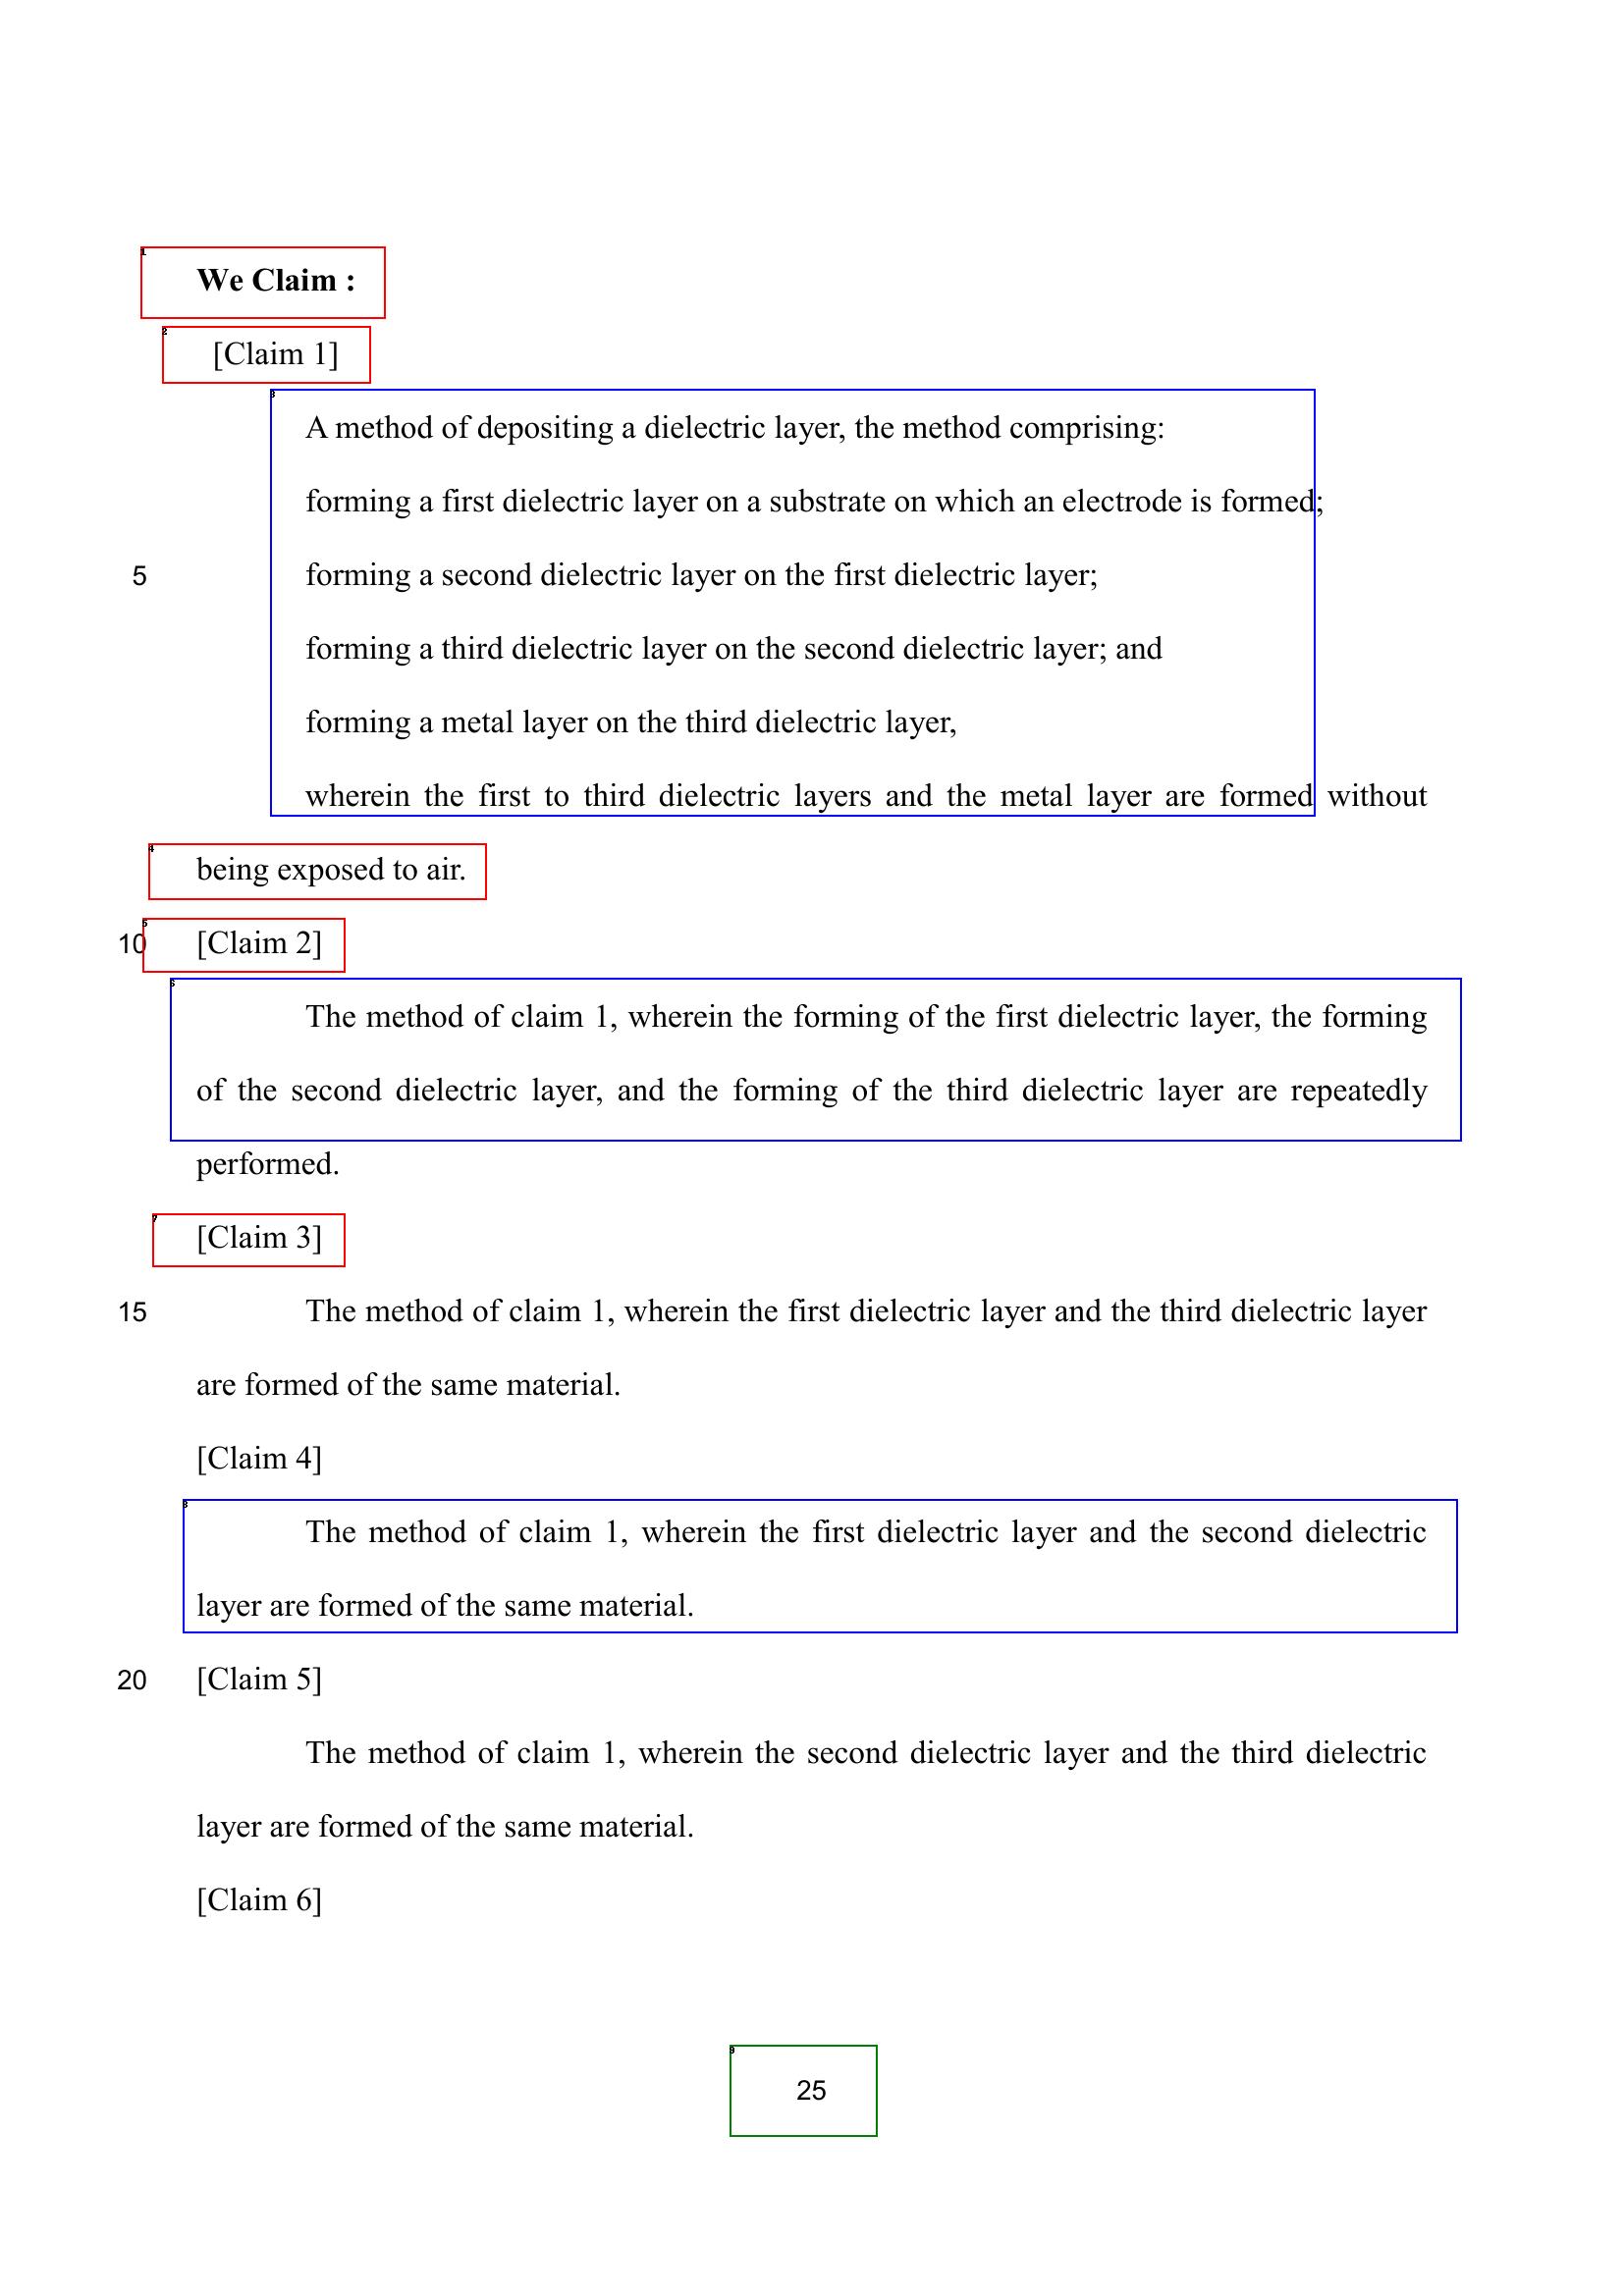 We Claim :
[Claim 1]
A method of depositing a dielectric layer, the method comprising:
forming a first dielectric layer on a substrate on which an electrode is formed;
5 forming a second dielectric layer on the first dielectric layer;
forming a third dielectric layer on the second dielectric layer; and
forming a metal layer on the third dielectric layer,
wherein the first to third dielectric layers and the metal layer are formed without
being exposed to air.
10 [Claim 2]
The method of claim 1, wherein the forming of the first dielectric layer, the forming
of the second dielectric layer, and the forming of the third dielectric layer are repeatedly
performed.
[Claim 3]
15 The method of claim 1, wherein the first dielectric layer and the third dielectric layer
are formed of the same material.
[Claim 4]
The method of claim 1, wherein the first dielectric layer and the second dielectric
layer are formed of the same material.
20 [Claim 5]
The method of claim 1, wherein the second dielectric layer and the third dielectric
layer are formed of the same material.
[Claim 6]
25